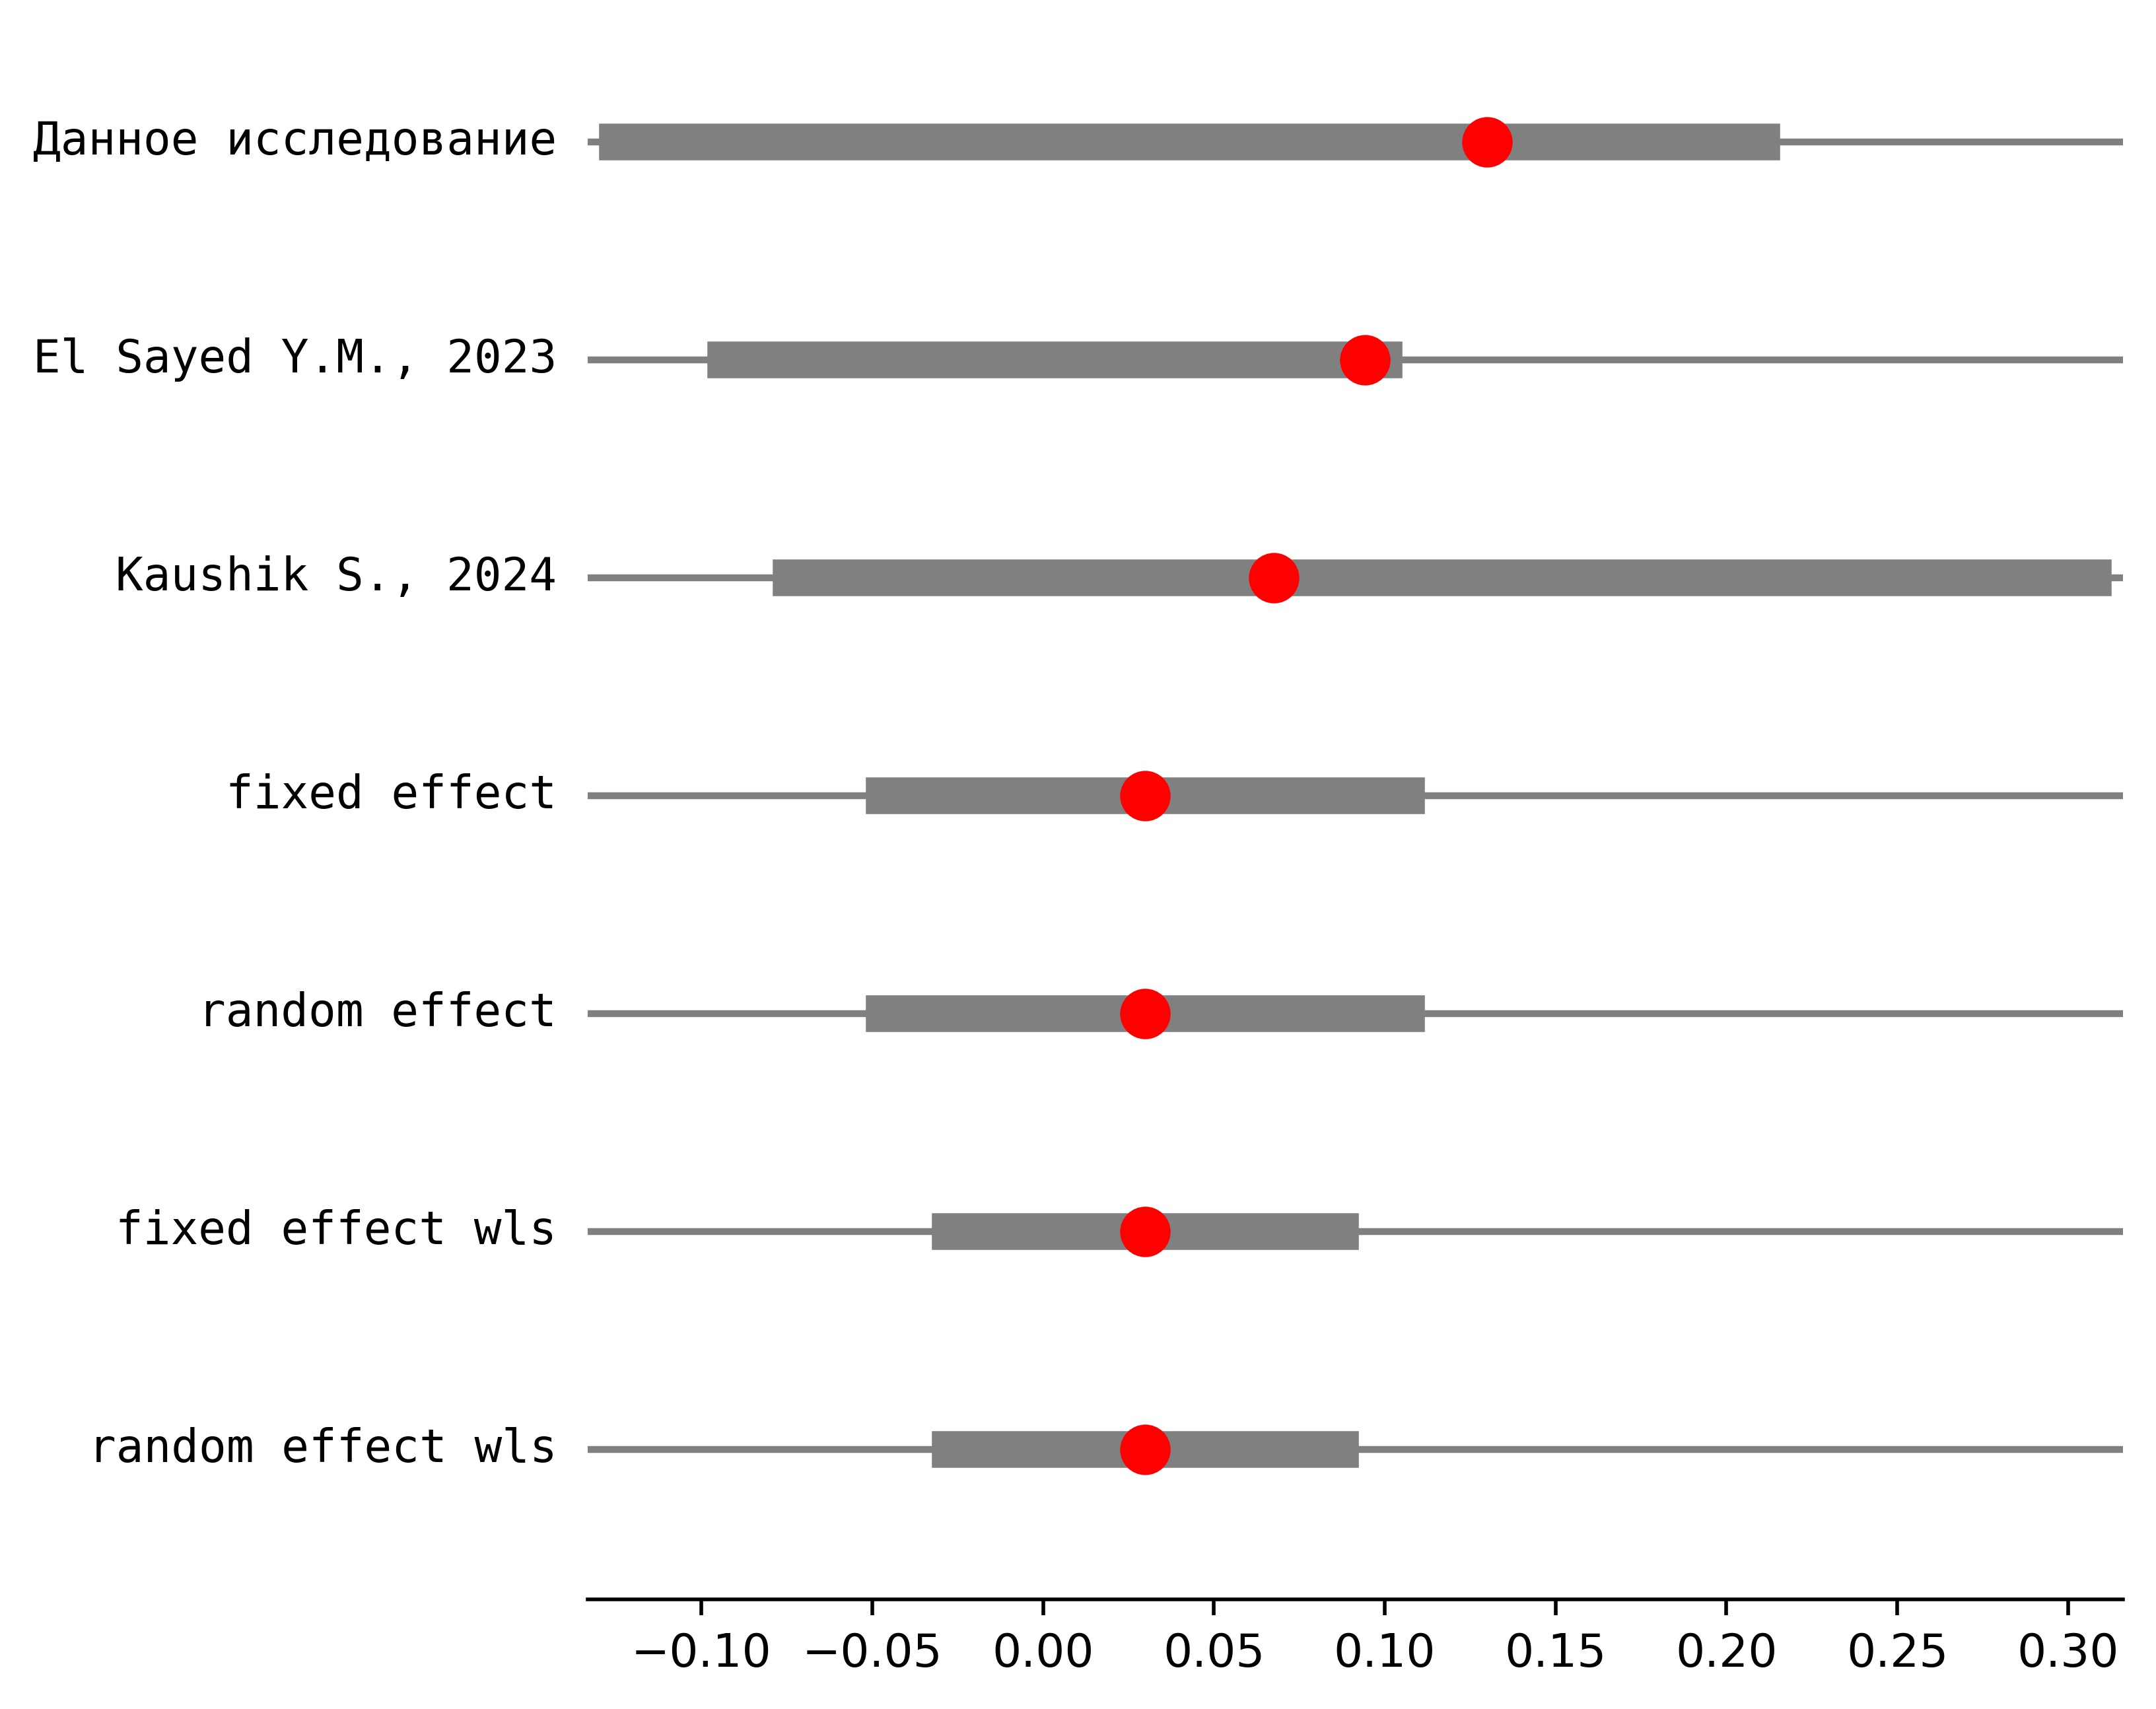 Данное исследование
El Sayed Y.M., 2023
Kaushik S., 2024
fixed effect
random effect
fixed effect wls
random effect wls
−0.10 −0.05 0.00 0.05 0.10 0.15 0.20 0.25 0.30